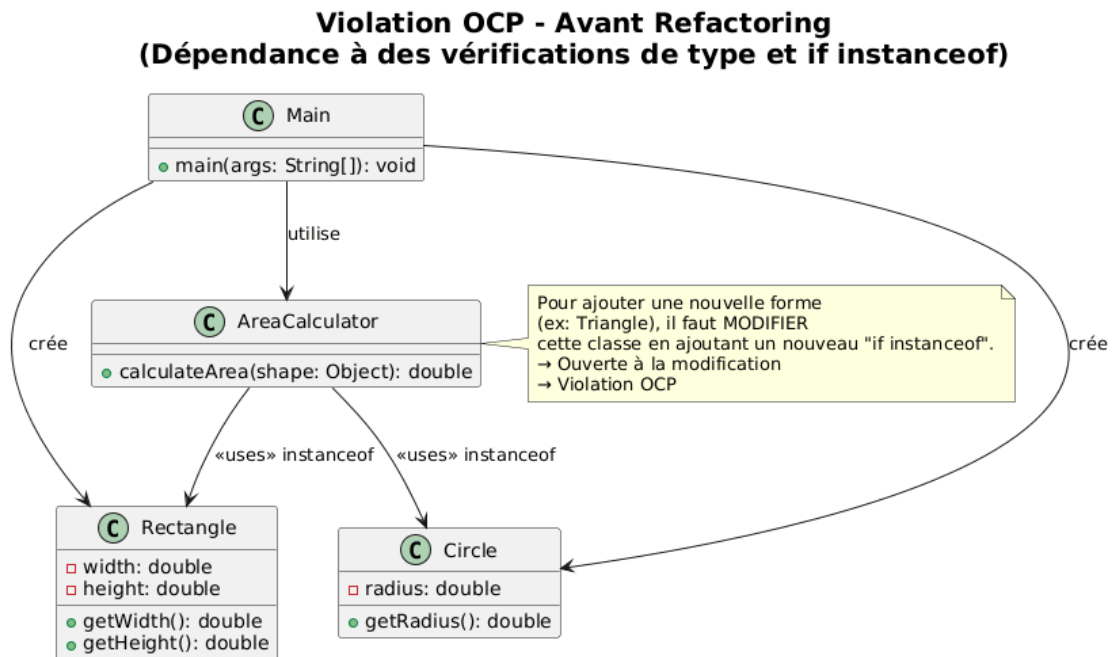 Violation OCP - Avant Refactoring
(Dépendance à des vérifications de type et if instanceof)
C Main
main(args: String[]): void
utilise
crée
crée
C AreaCalculator
calculateArea(shape: Object): double
Pour ajouter une nouvelle forme
(ex: Triangle), il faut MODIFIER
cette classe en ajoutant un nouveau "if instanceof".
→ Ouverte à la modification
→ Violation OCP
«uses» instanceof
«uses» instanceof
C Rectangle
width: double
height: double
getWidth(): double
getHeight(): double
C Circle
radius: double
getRadius(): double